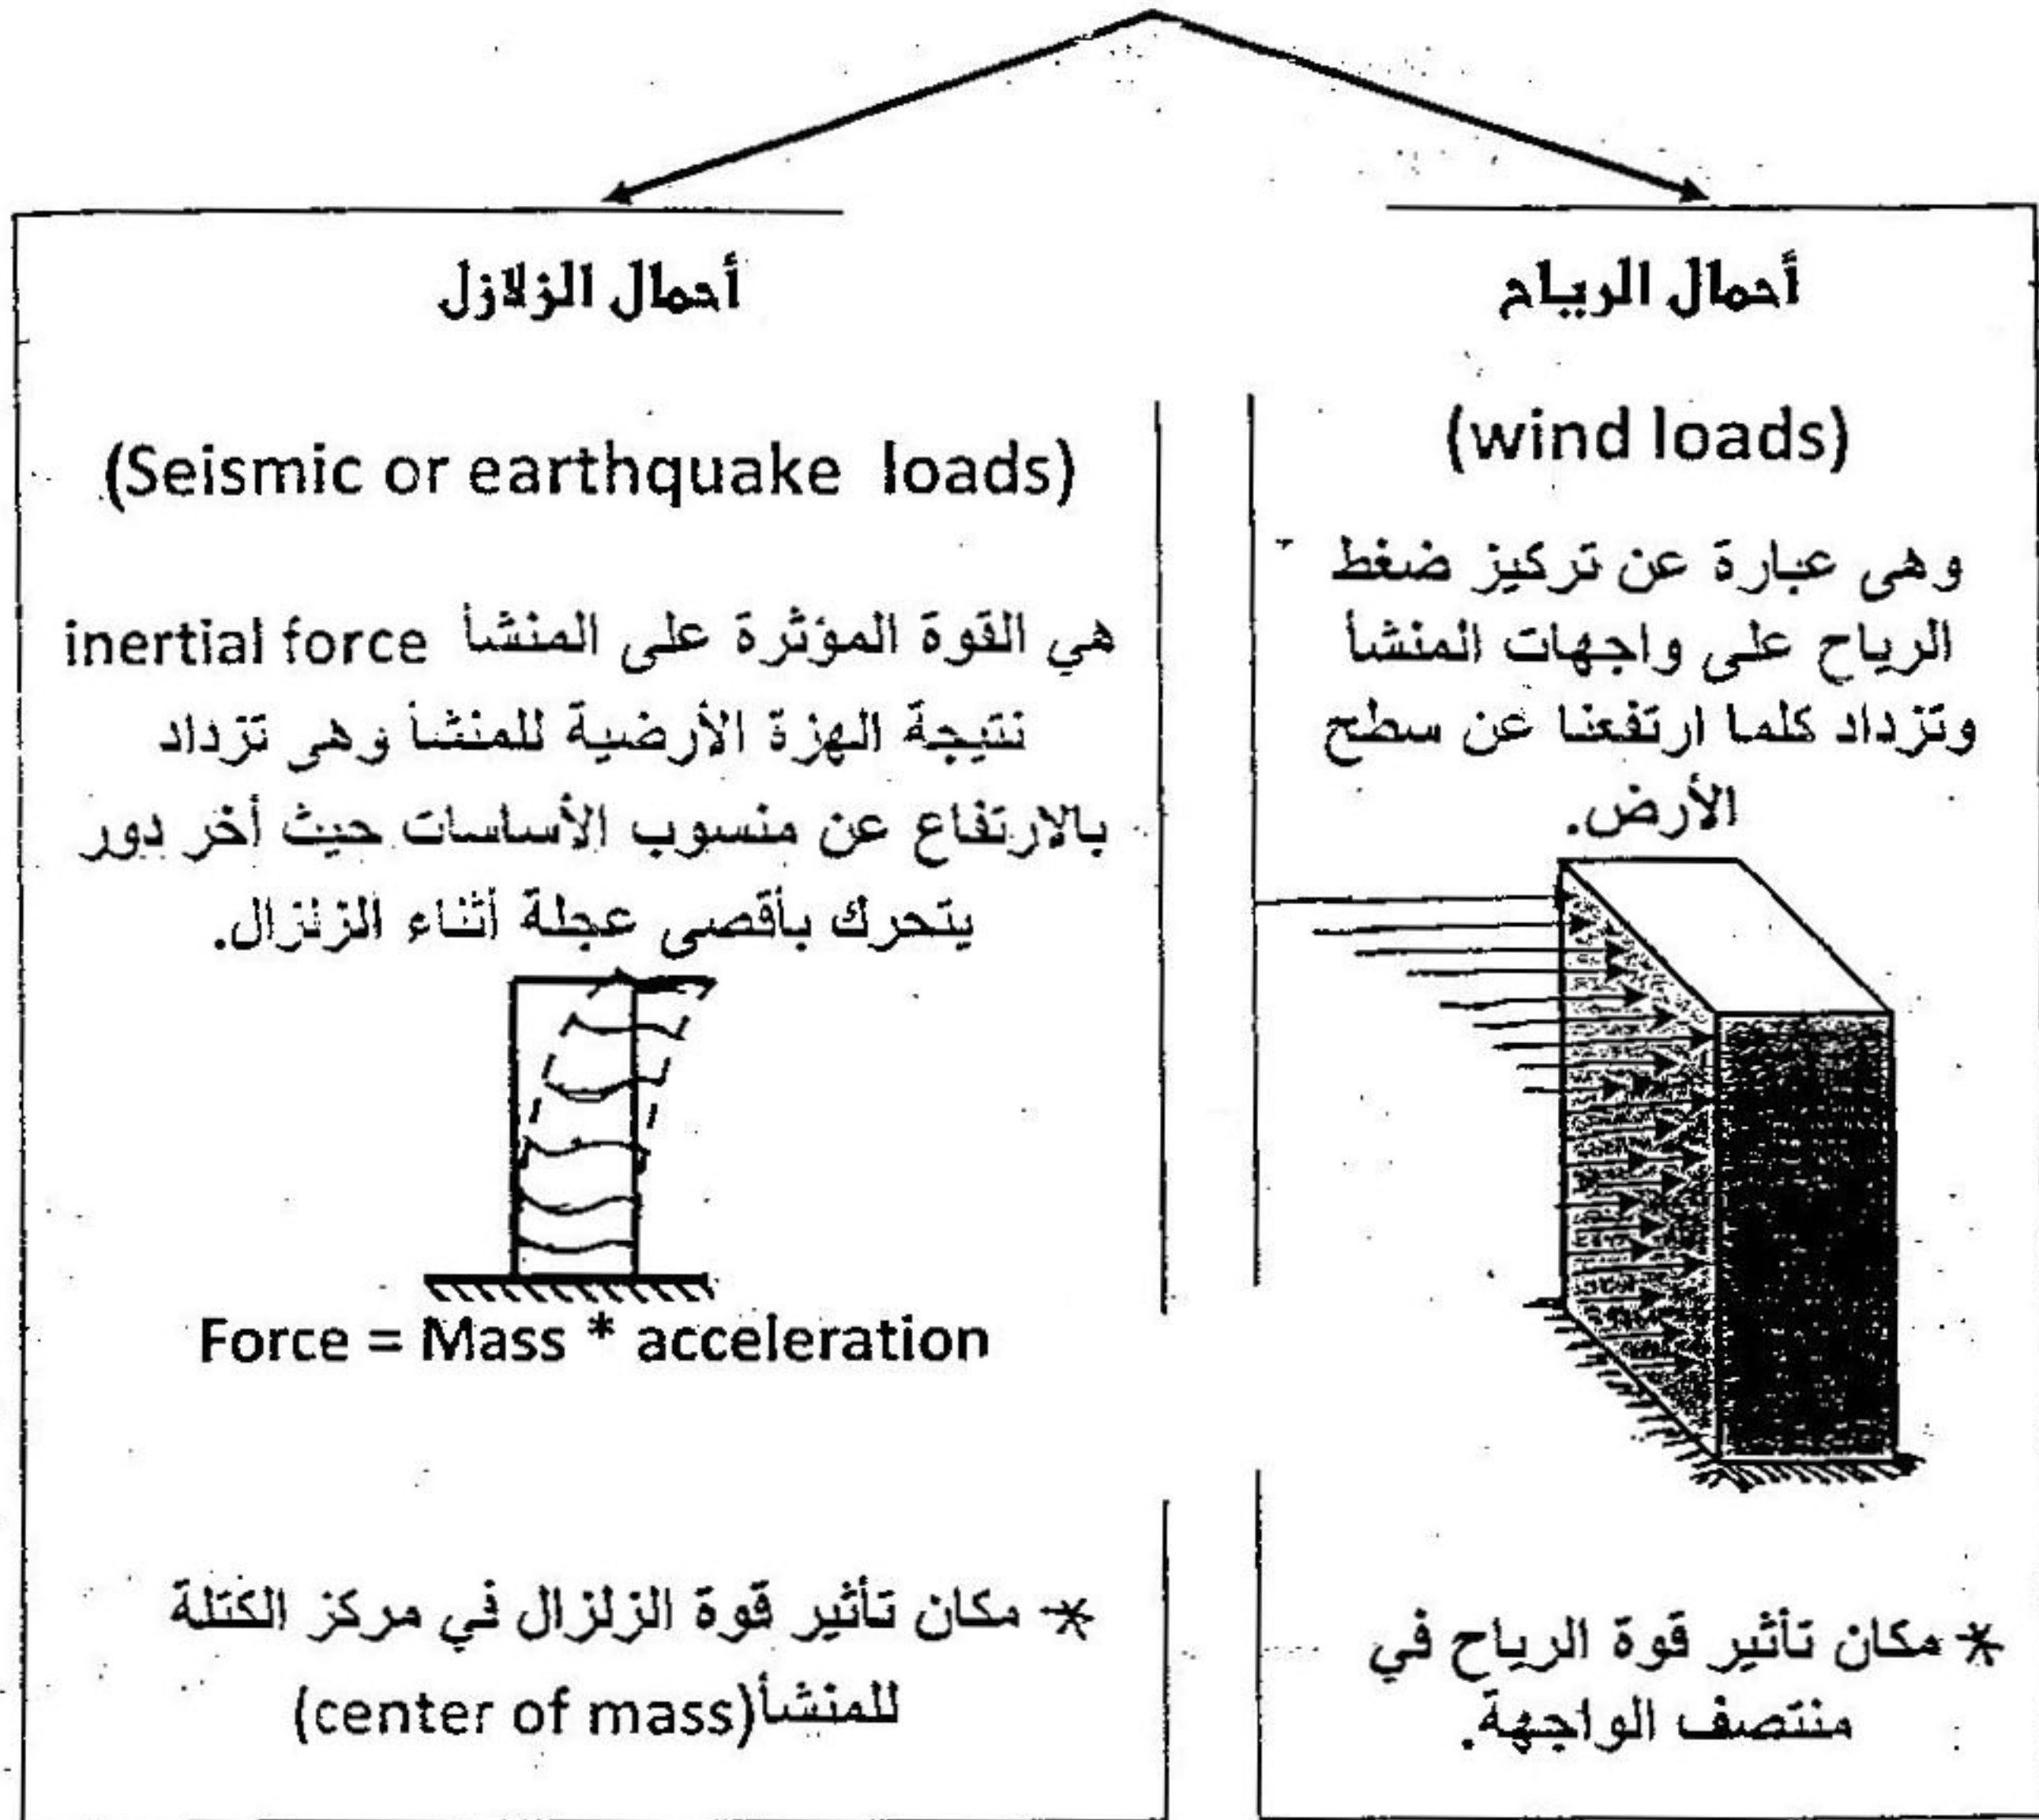 أحمال الرياح
(wind loads)
وهى عبارة عن تركيز ضغط
الرياح على واجهات المنشأ
وتزداد كلما ارتفعنا عن سطح
الأرض.
* مكان تأثير قوة الرياح في
منتصف الواجهة.
أحمال الزلازل
(Seismic or earthquake loads)
هي القوة المؤثرة على المنشأ inertial force
نتيجة الهزة الأرضية للمنشأ وهى تزداد
بالارتفاع عن منسوب الأساسات حيث أخر دور
يتحرك بأقصى عجلة أثناء الزلزال.
Force = Mass * acceleration
* مكان تأثير قوة الزلزال في مركز الكتلة
للمنشأ(center of mass)